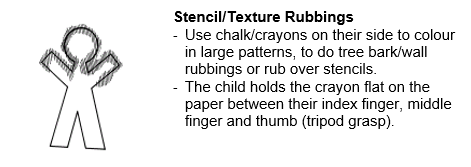 Stencil/Texture Rubbings
- Use chalk/crayons on their side to colour
in large patterns, to do tree bark/wall
rubbings or rub over stencils.
- The child holds the crayon flat on the
paper between their index finger, middle
finger and thumb (tripod grasp).